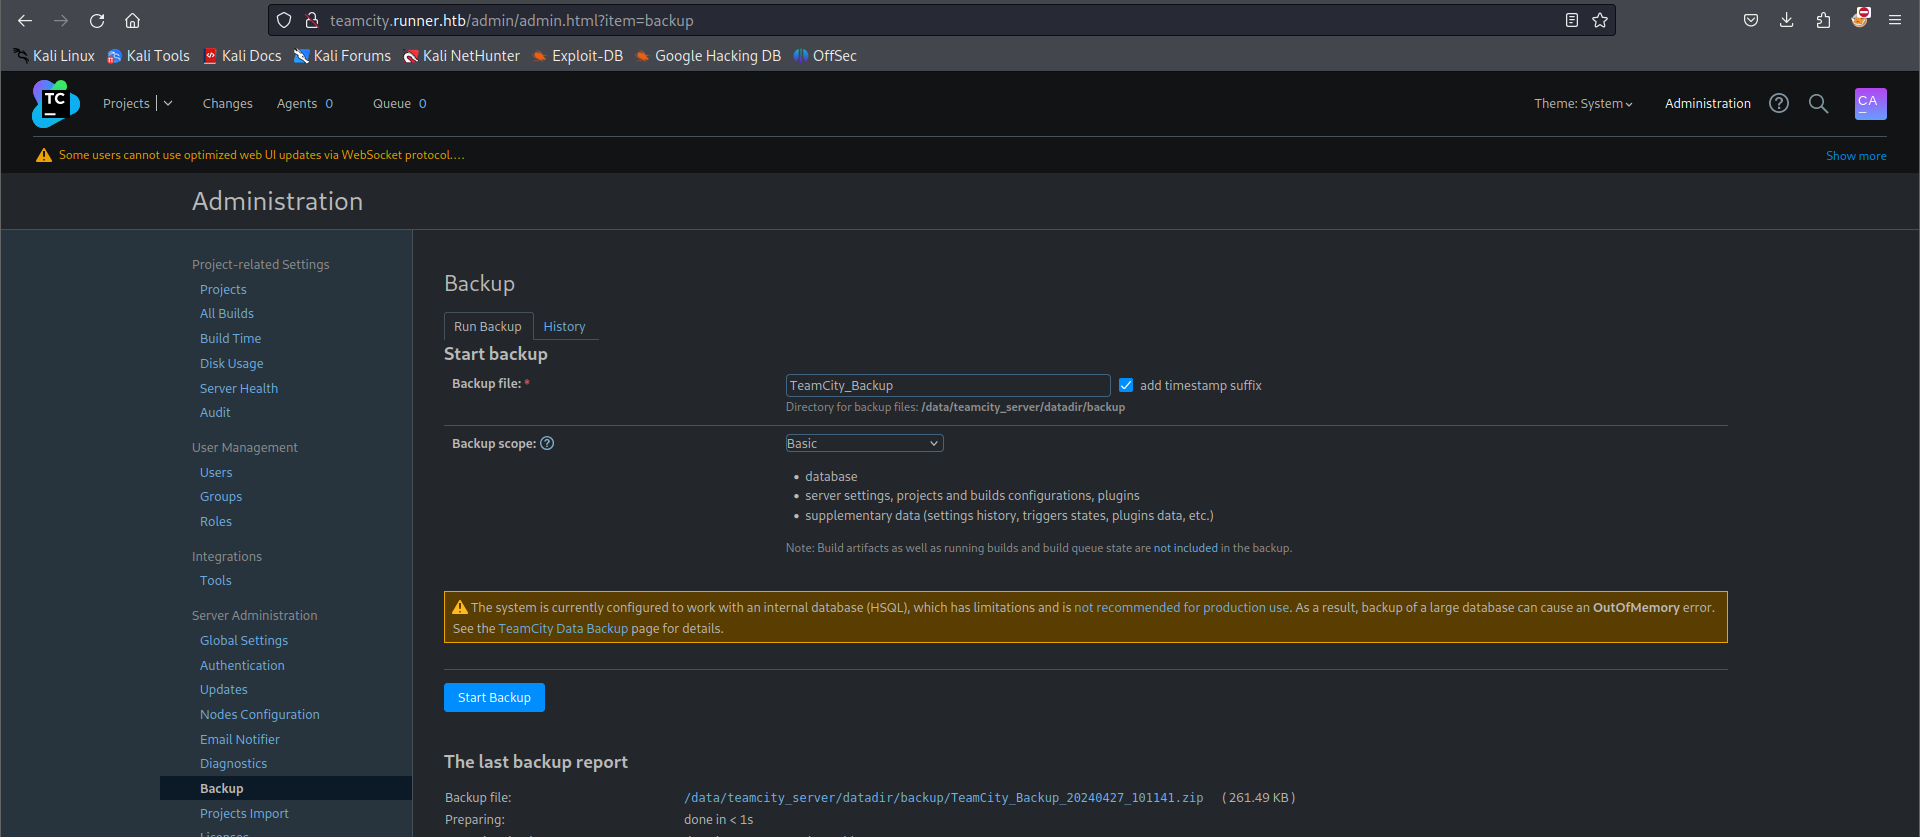 teamcity.runner.htb/admin/admin.html?item=backup
Kali Linux Kali Tools Kali Docs Kali Forums Kali NetHunter Exploit-DB Google Hacking DB OffSec
TC Projects Changes Agents 0 Queue 0 Theme: System Administration CA
Some users cannot use optimized web UI updates via WebSocket protocol.… Show more
Administration
Project-related Settings
Projects
All Builds
Build Time
Disk Usage
Server Health
Audit
User Management
Users
Groups
Roles
Integrations
Tools
Server Administration
Global Settings
Authentication
Updates
Nodes Configuration
Email Notifier
Diagnostics
Backup
Projects Import
Licenses
Backup
Run Backup History
Start backup
Backup file: * TeamCity_Backup add timestamp suffix
Directory for backup files: /data/teamcity_server/datadir/backup
Backup scope: Basic
• database
• server settings, projects and builds configurations, plugins
• supplementary data (settings history, triggers states, plugins data, etc.)
Note: Build artifacts as well as running builds and build queue state are not included in the backup.
The system is currently configured to work with an internal database (HSQL), which has limitations and is not recommended for production use. As a result, backup of a large database can cause an OutOfMemory error.
See the TeamCity Data Backup page for details.
Start Backup
The last backup report
Backup file: /data/teamcity_server/datadir/backup/TeamCity_Backup_20240427_101141.zip (261.49 KB)
Preparing: done in < 1s